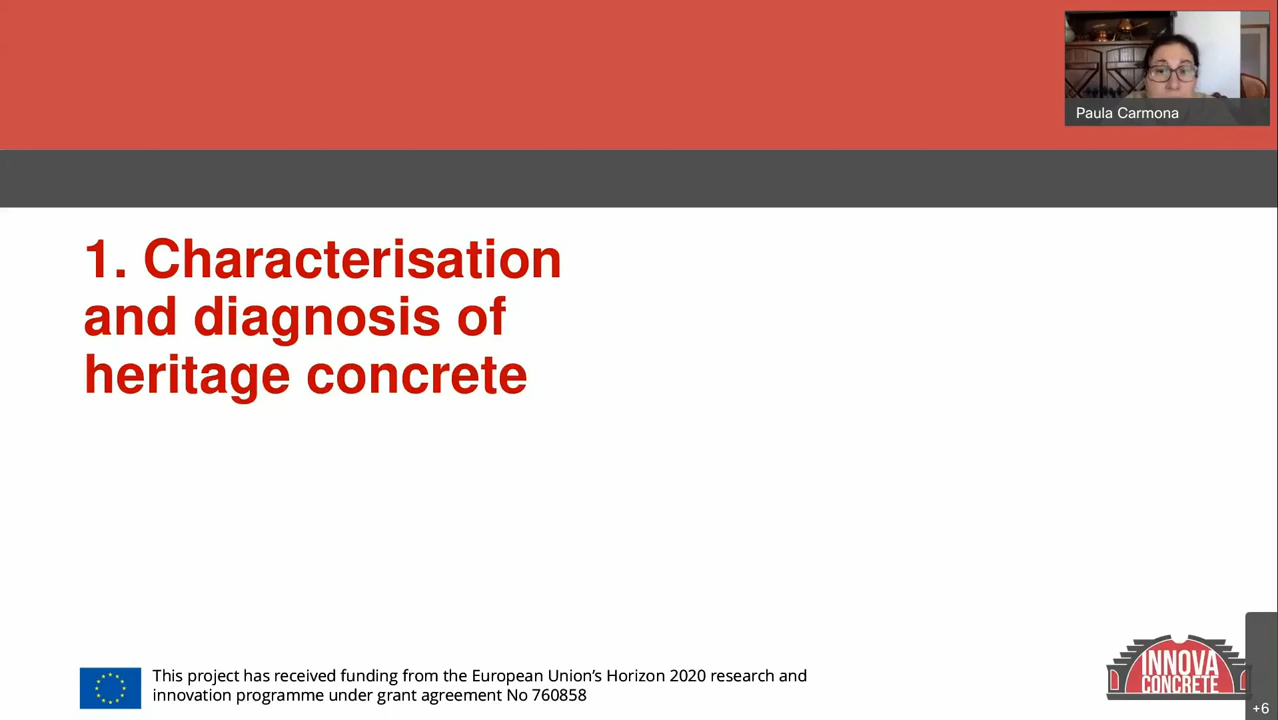 Paula Carmona
1. Characterisation
and diagnosis of
heritage concrete
This project has received funding from the European Union's Horizon 2020 research and
innovation programme under grant agreement No 760858
INNOVA
CONCRETE
+6